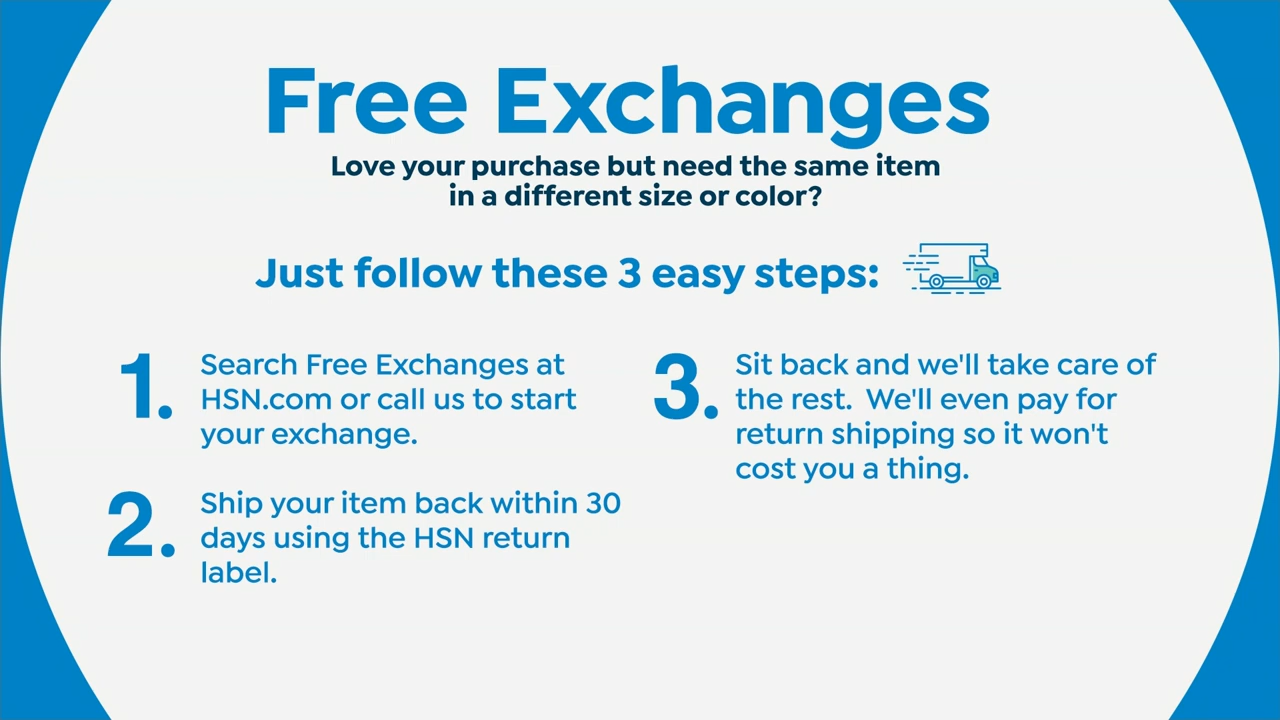 Free Exchanges
Love your purchase but need the same item
in a different size or color?
Just follow these 3 easy steps:
1. Search Free Exchanges at
HSN.com or call us to start
your exchange.
2. Ship your item back within 30
days using the HSN return
label.
3. Sit back and we'll take care of
the rest.  We'll even pay for
return shipping so it won't
cost you a thing.